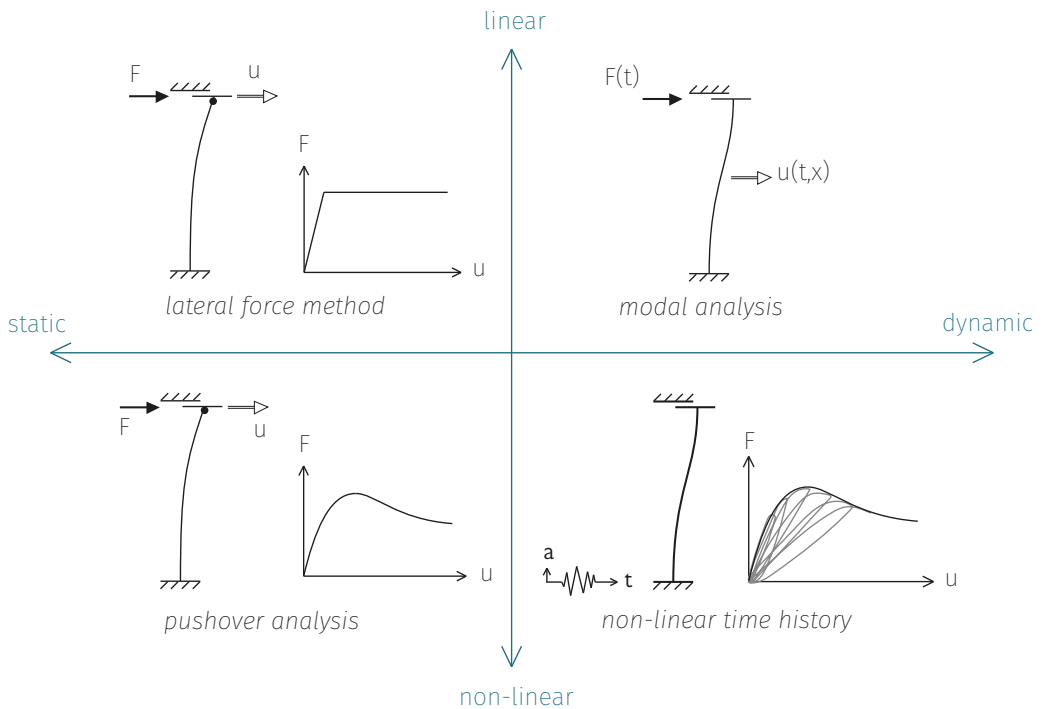 linear
F
u
F
u
lateral force method
F(t)
u(t,x)
modal analysis
static
dynamic
F
u
F
u
pushover analysis
a
t
F
u
non-linear time history
non-linear